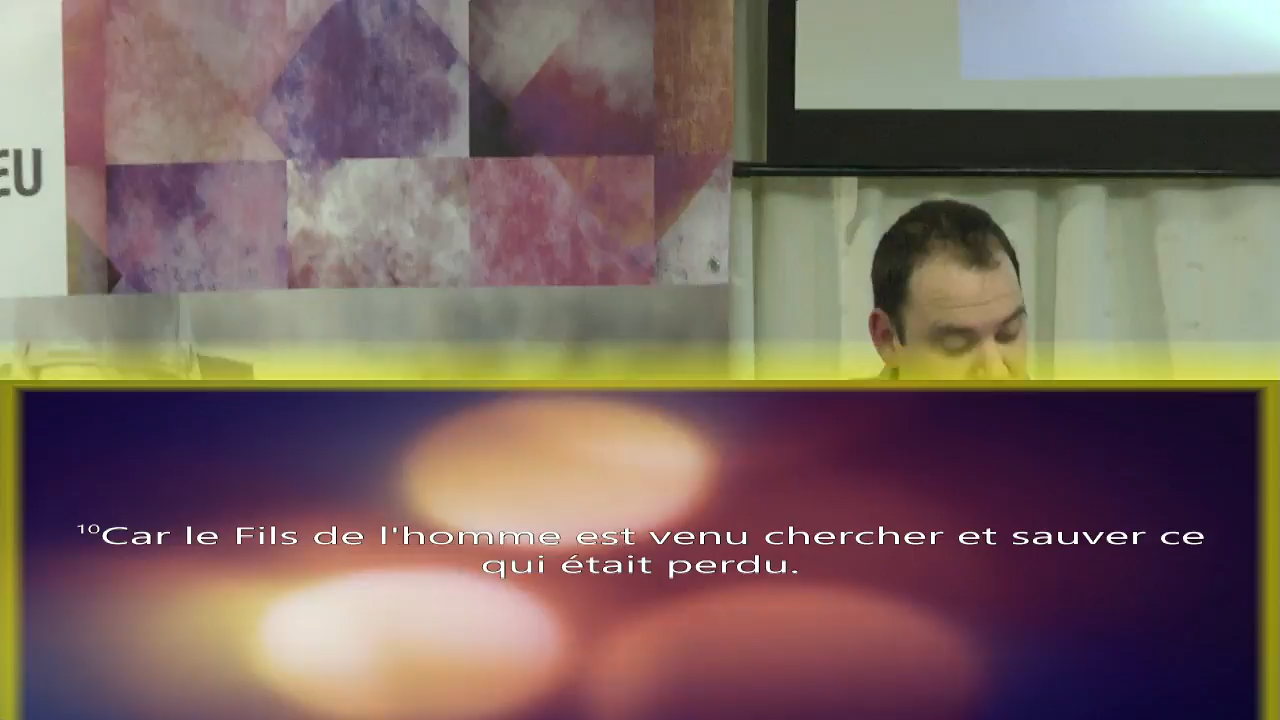 EU
¹⁰Car le Fils de l'homme est venu chercher et sauver ce
qui était perdu.